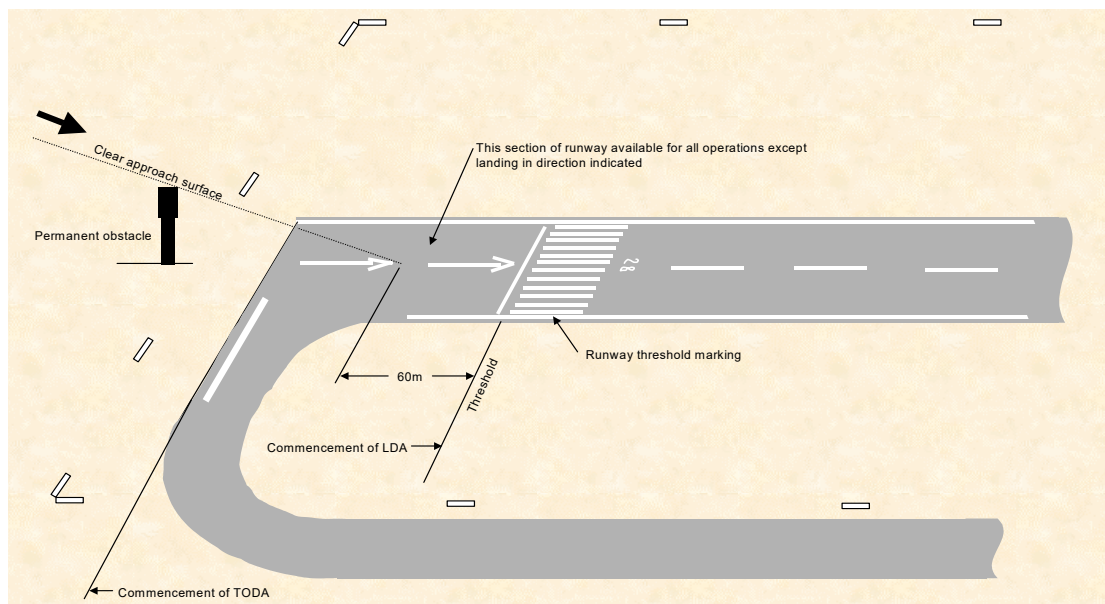 This section of runway available for all operations except
landing in direction indicated
Clear approach surface
Permanent obstacle
28
Runway threshold marking
60m
Threshold
Commencement of LDA
Commencement of TODA